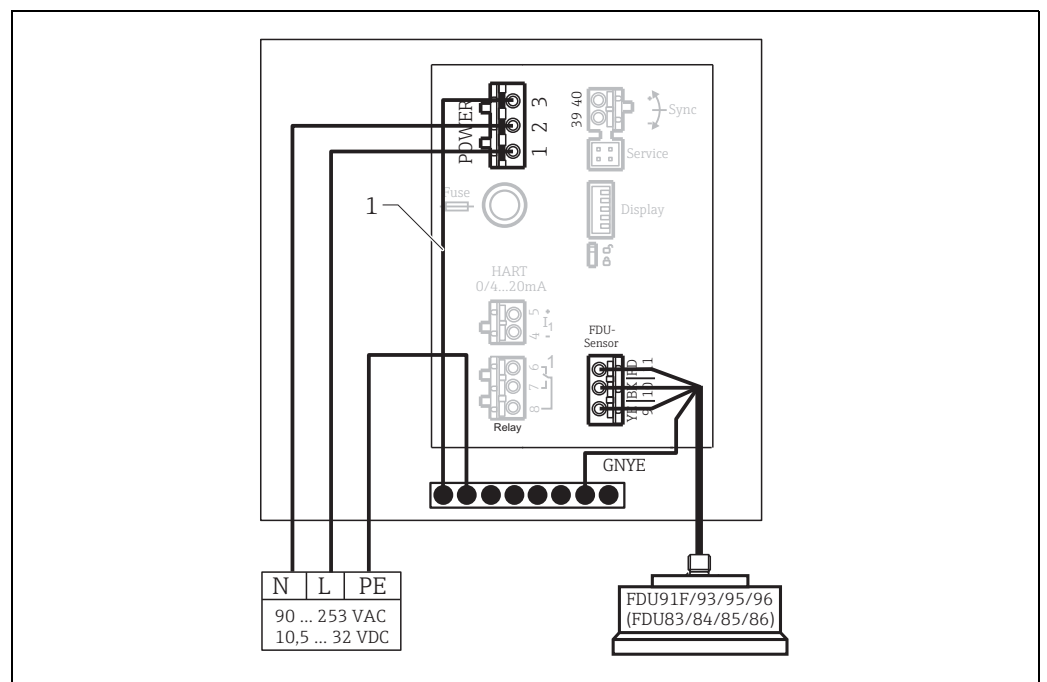 POWER
3
2
1
39 40
Sync
Service
Fuse
Display
1
HART
0/4...20mA
5 +
4 -
I1
FDU-
Sensor
RD 1
BK 10
YE 9
6
7
8
1
Relay
GNYE
N L PE
90 ... 253 VAC
10,5 ... 32 VDC
FDU91F/93/95/96
(FDU83/84/85/86)